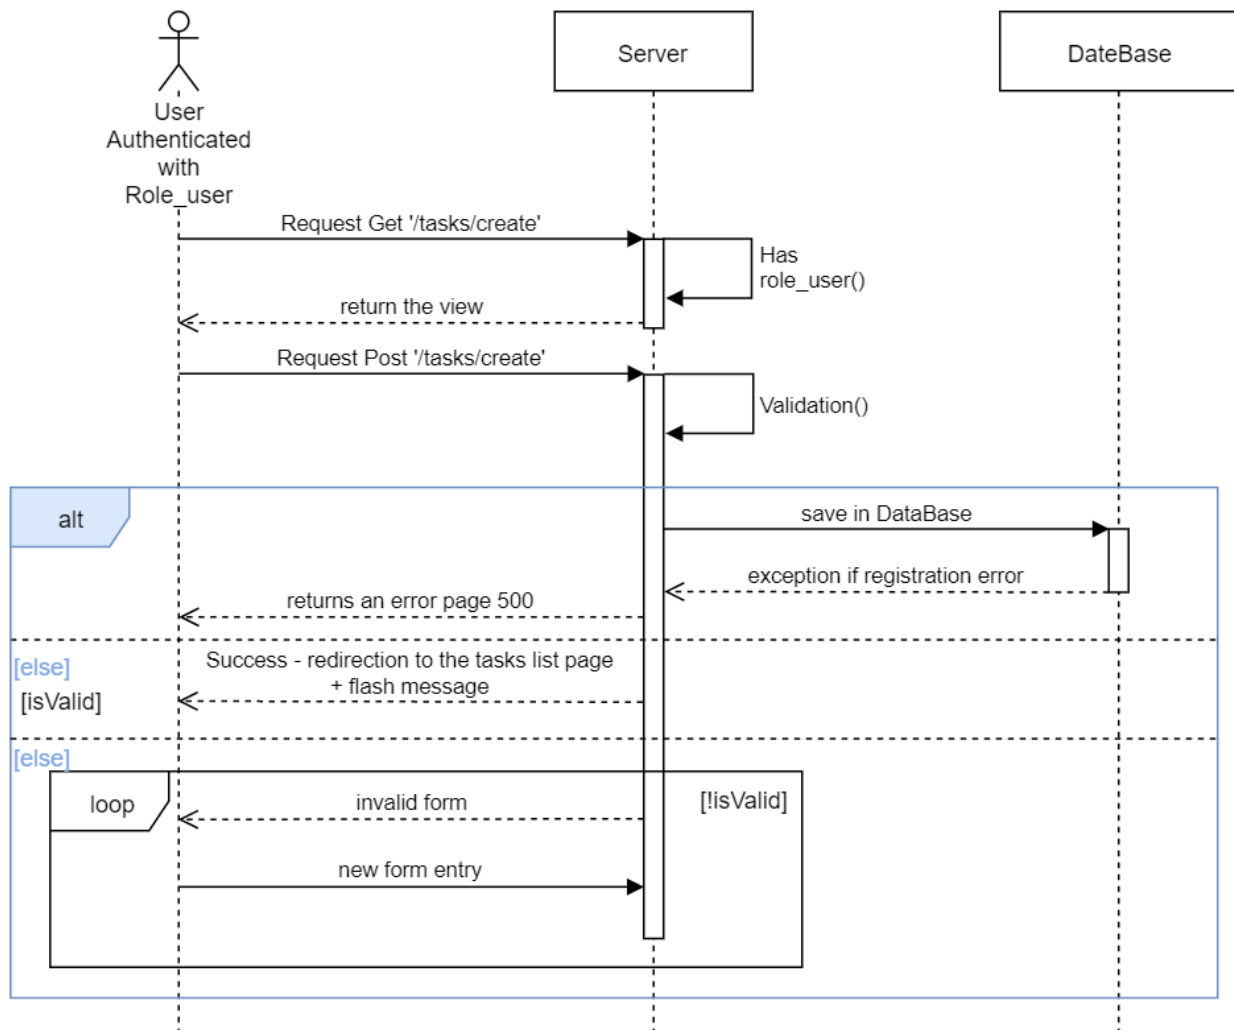 User
Authenticated
with
Role_user
Server
DateBase
Request Get '/tasks/create'
Has
role_user()
return the view
Request Post '/tasks/create'
Validation()
alt
save in DataBase
exception if registration error
returns an error page 500
[else]
Success - redirection to the tasks list page
+ flash message
[isValid]
[else]
loop
invalid form
[!isValid]
new form entry